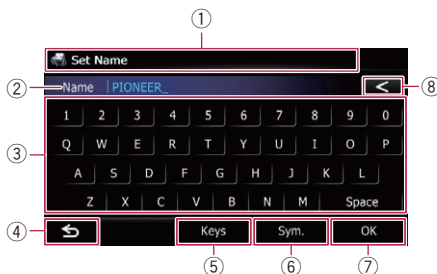 ①
Set Name
② Name PIONEER_ < ⑧
1 2 3 4 5 6 7 8 9 0
Q W E R T Y U I O P
③
A S D F G H J K L
Z X C V B N M Space
④ Keys Sym. OK
⑤ ⑥ ⑦